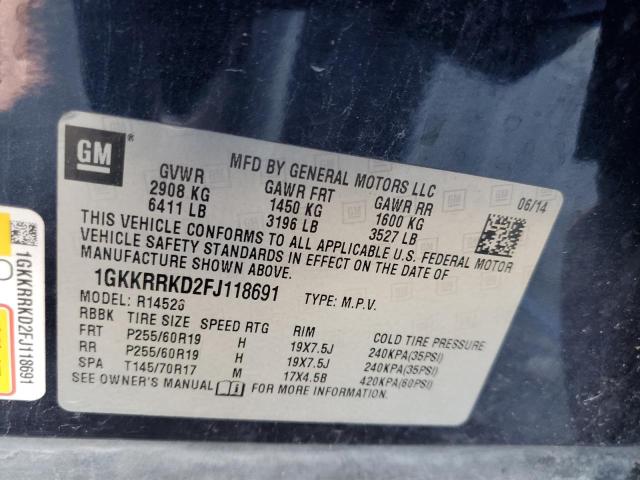 GM
MFD BY GENERAL MOTORS LLC
GVWR GAWR FRT GAWR RR 06/14
2908 KG 1450 KG 1600 KG
6411 LB 3196 LB 3527 LB
THIS VEHICLE CONFORMS TO ALL APPLICABLE U.S. FEDERAL MOTOR
VEHICLE SAFETY STANDARDS IN EFFECT ON THE DATE OF
MANUFACTURE SHOWN ABOVE.
1GKKRRKD2FJ118691 TYPE: M.P.V.
MODEL: R14526
RBBK TIRE SIZE SPEED RTG RIM COLD TIRE PRESSURE
FRT P255/60R19 H 19X7.5J 240KPA(35PSI)
RR P255/60R19 H 19X7.5J 240KPA(35PSI)
SPA T145/70R17 M 17X4.5B 420KPA(60PSI)
SEE OWNER'S MANUAL FOR MORE INFORMATION.
1GKKRRKD2FJ118691